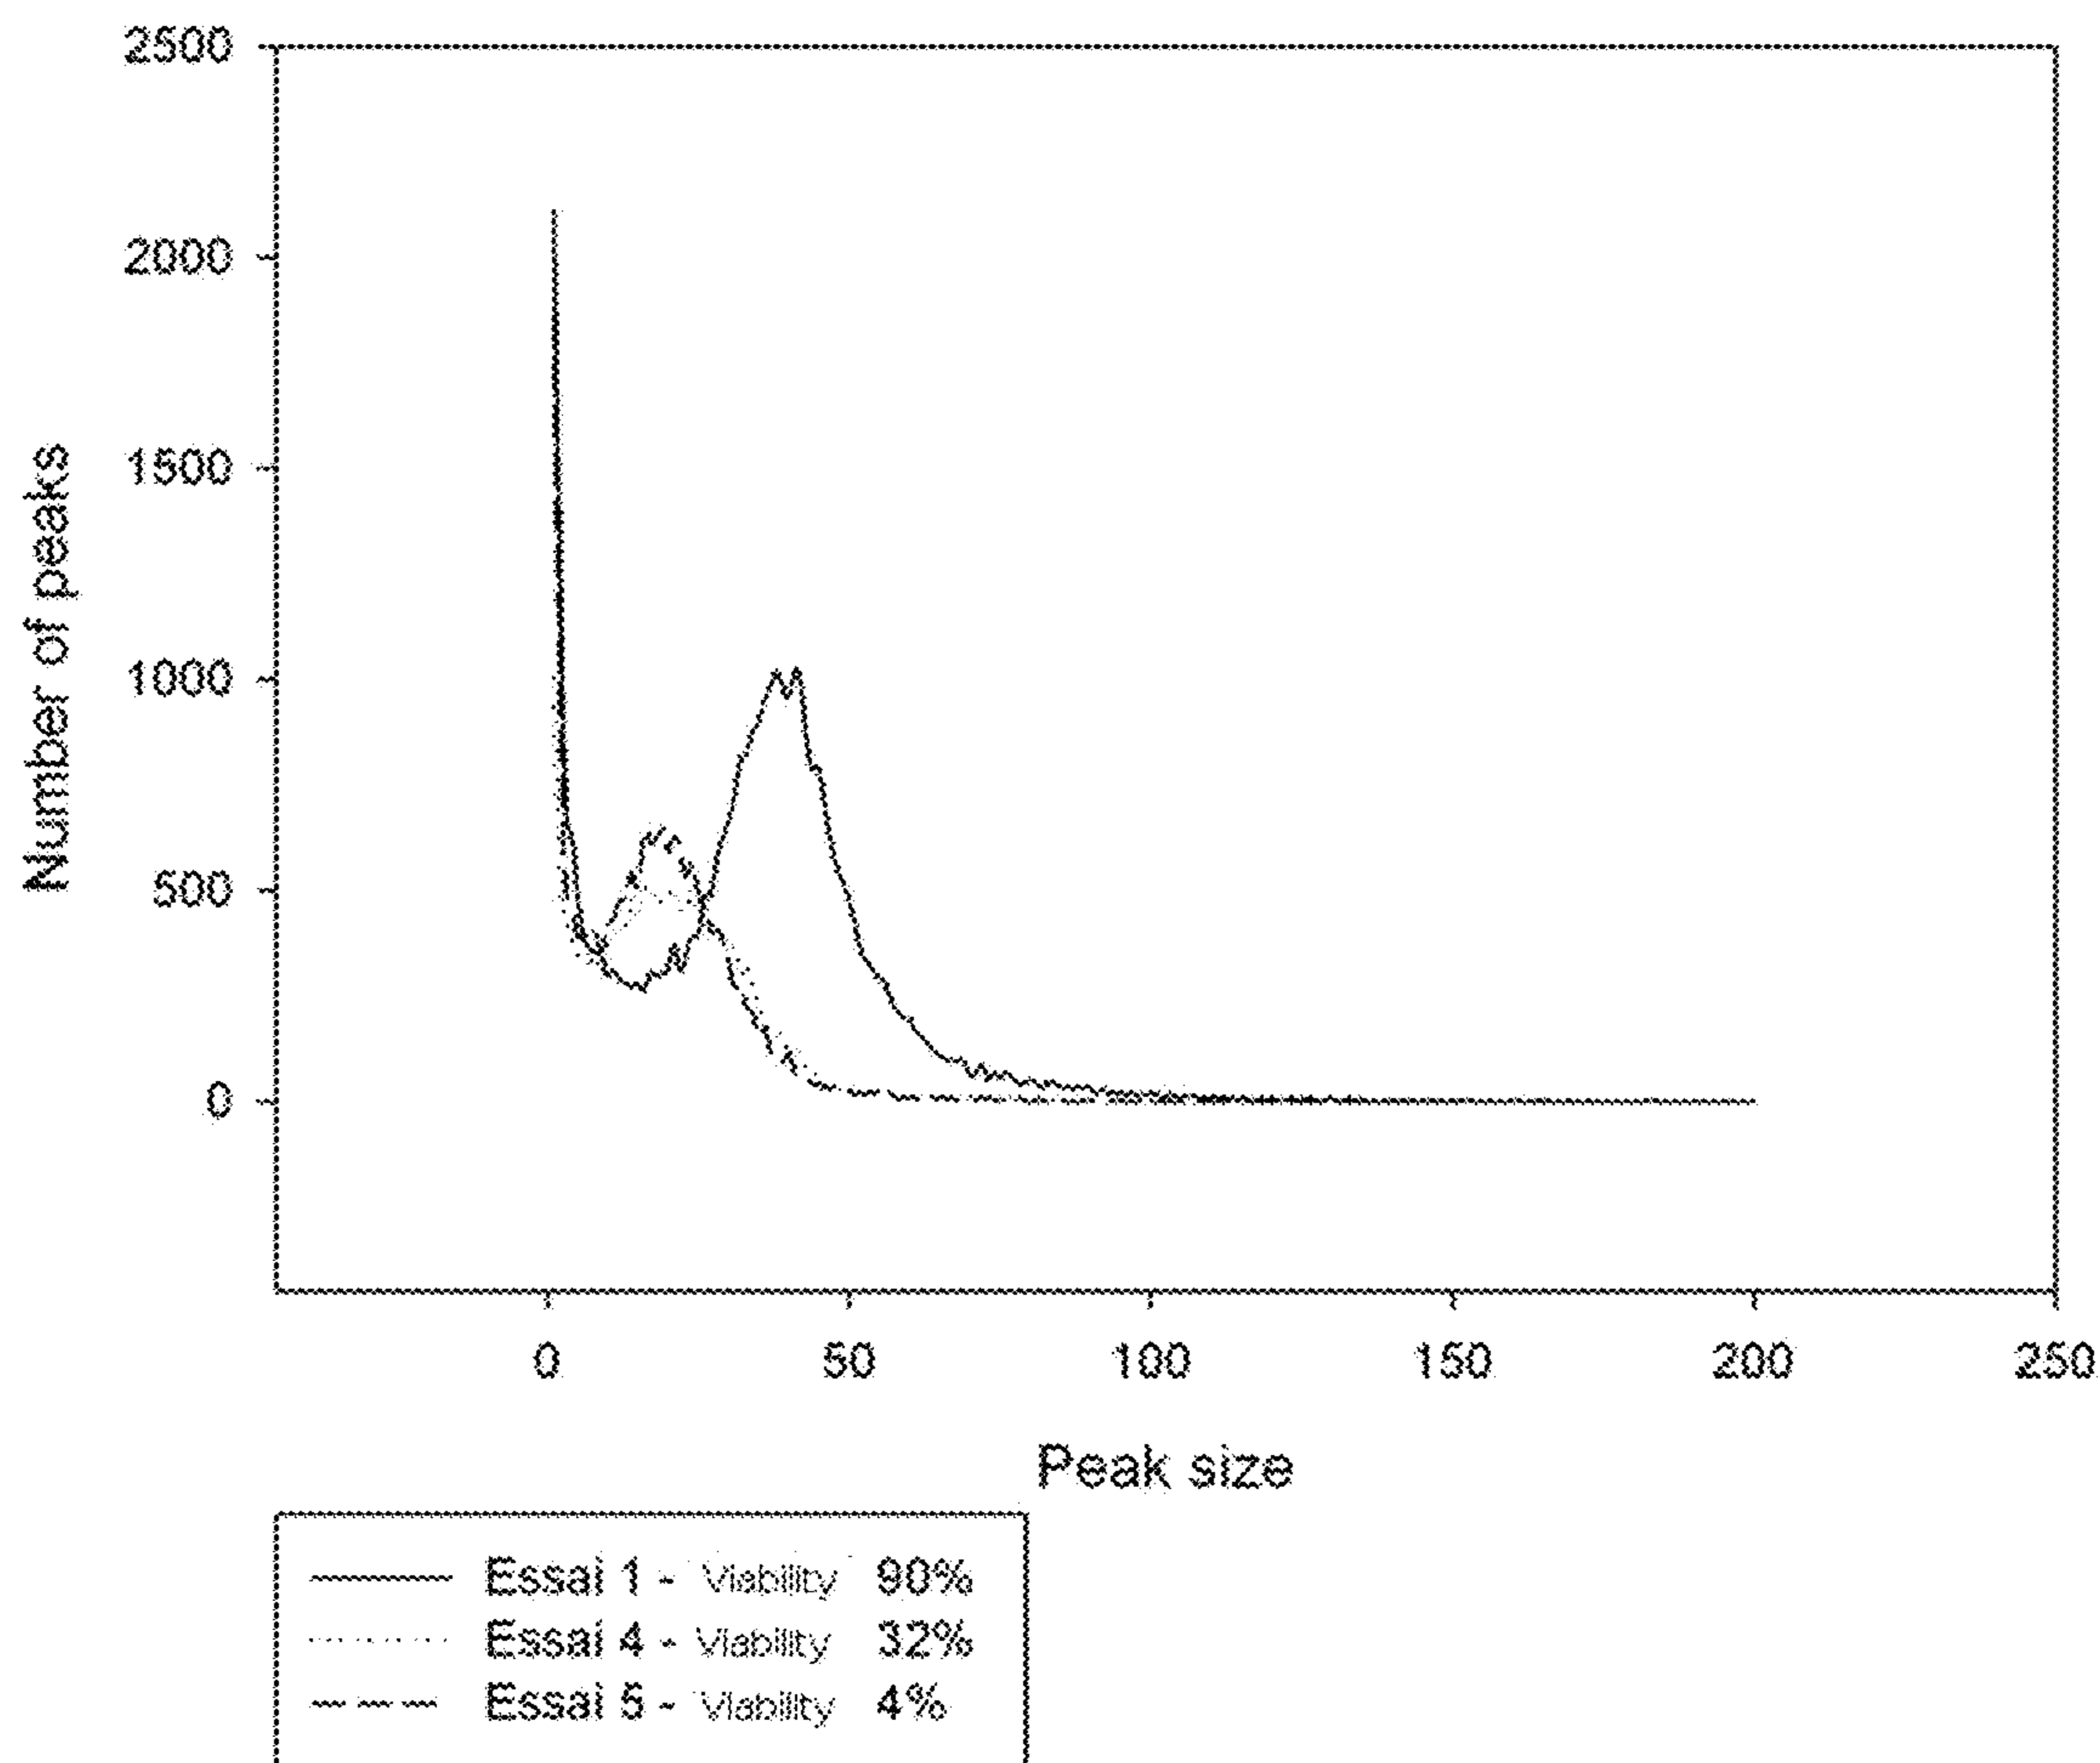 2500
2000
1500
1000
500
0
Number of peaks
0 50 100 150 200 250
Peak size
Essai 1 - Viability 90%
Essai 4 - Viability 32%
Essai 5 - Viability 4%